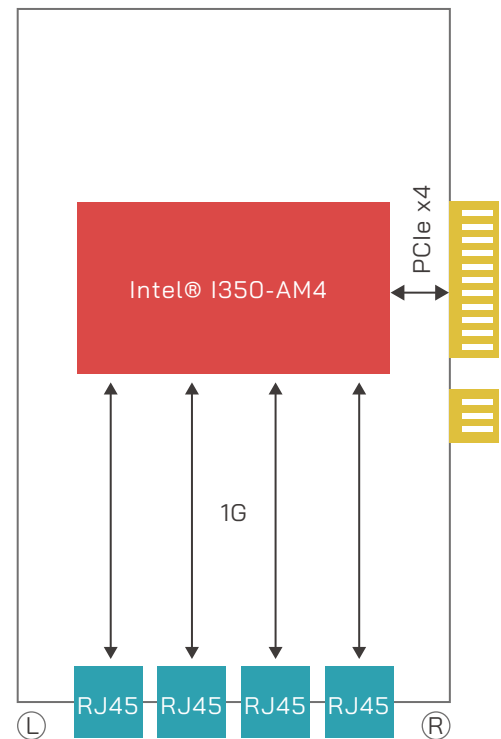 PCIe x4
Intel® I350-AM4
1G
RJ45 RJ45 RJ45 RJ45
L R